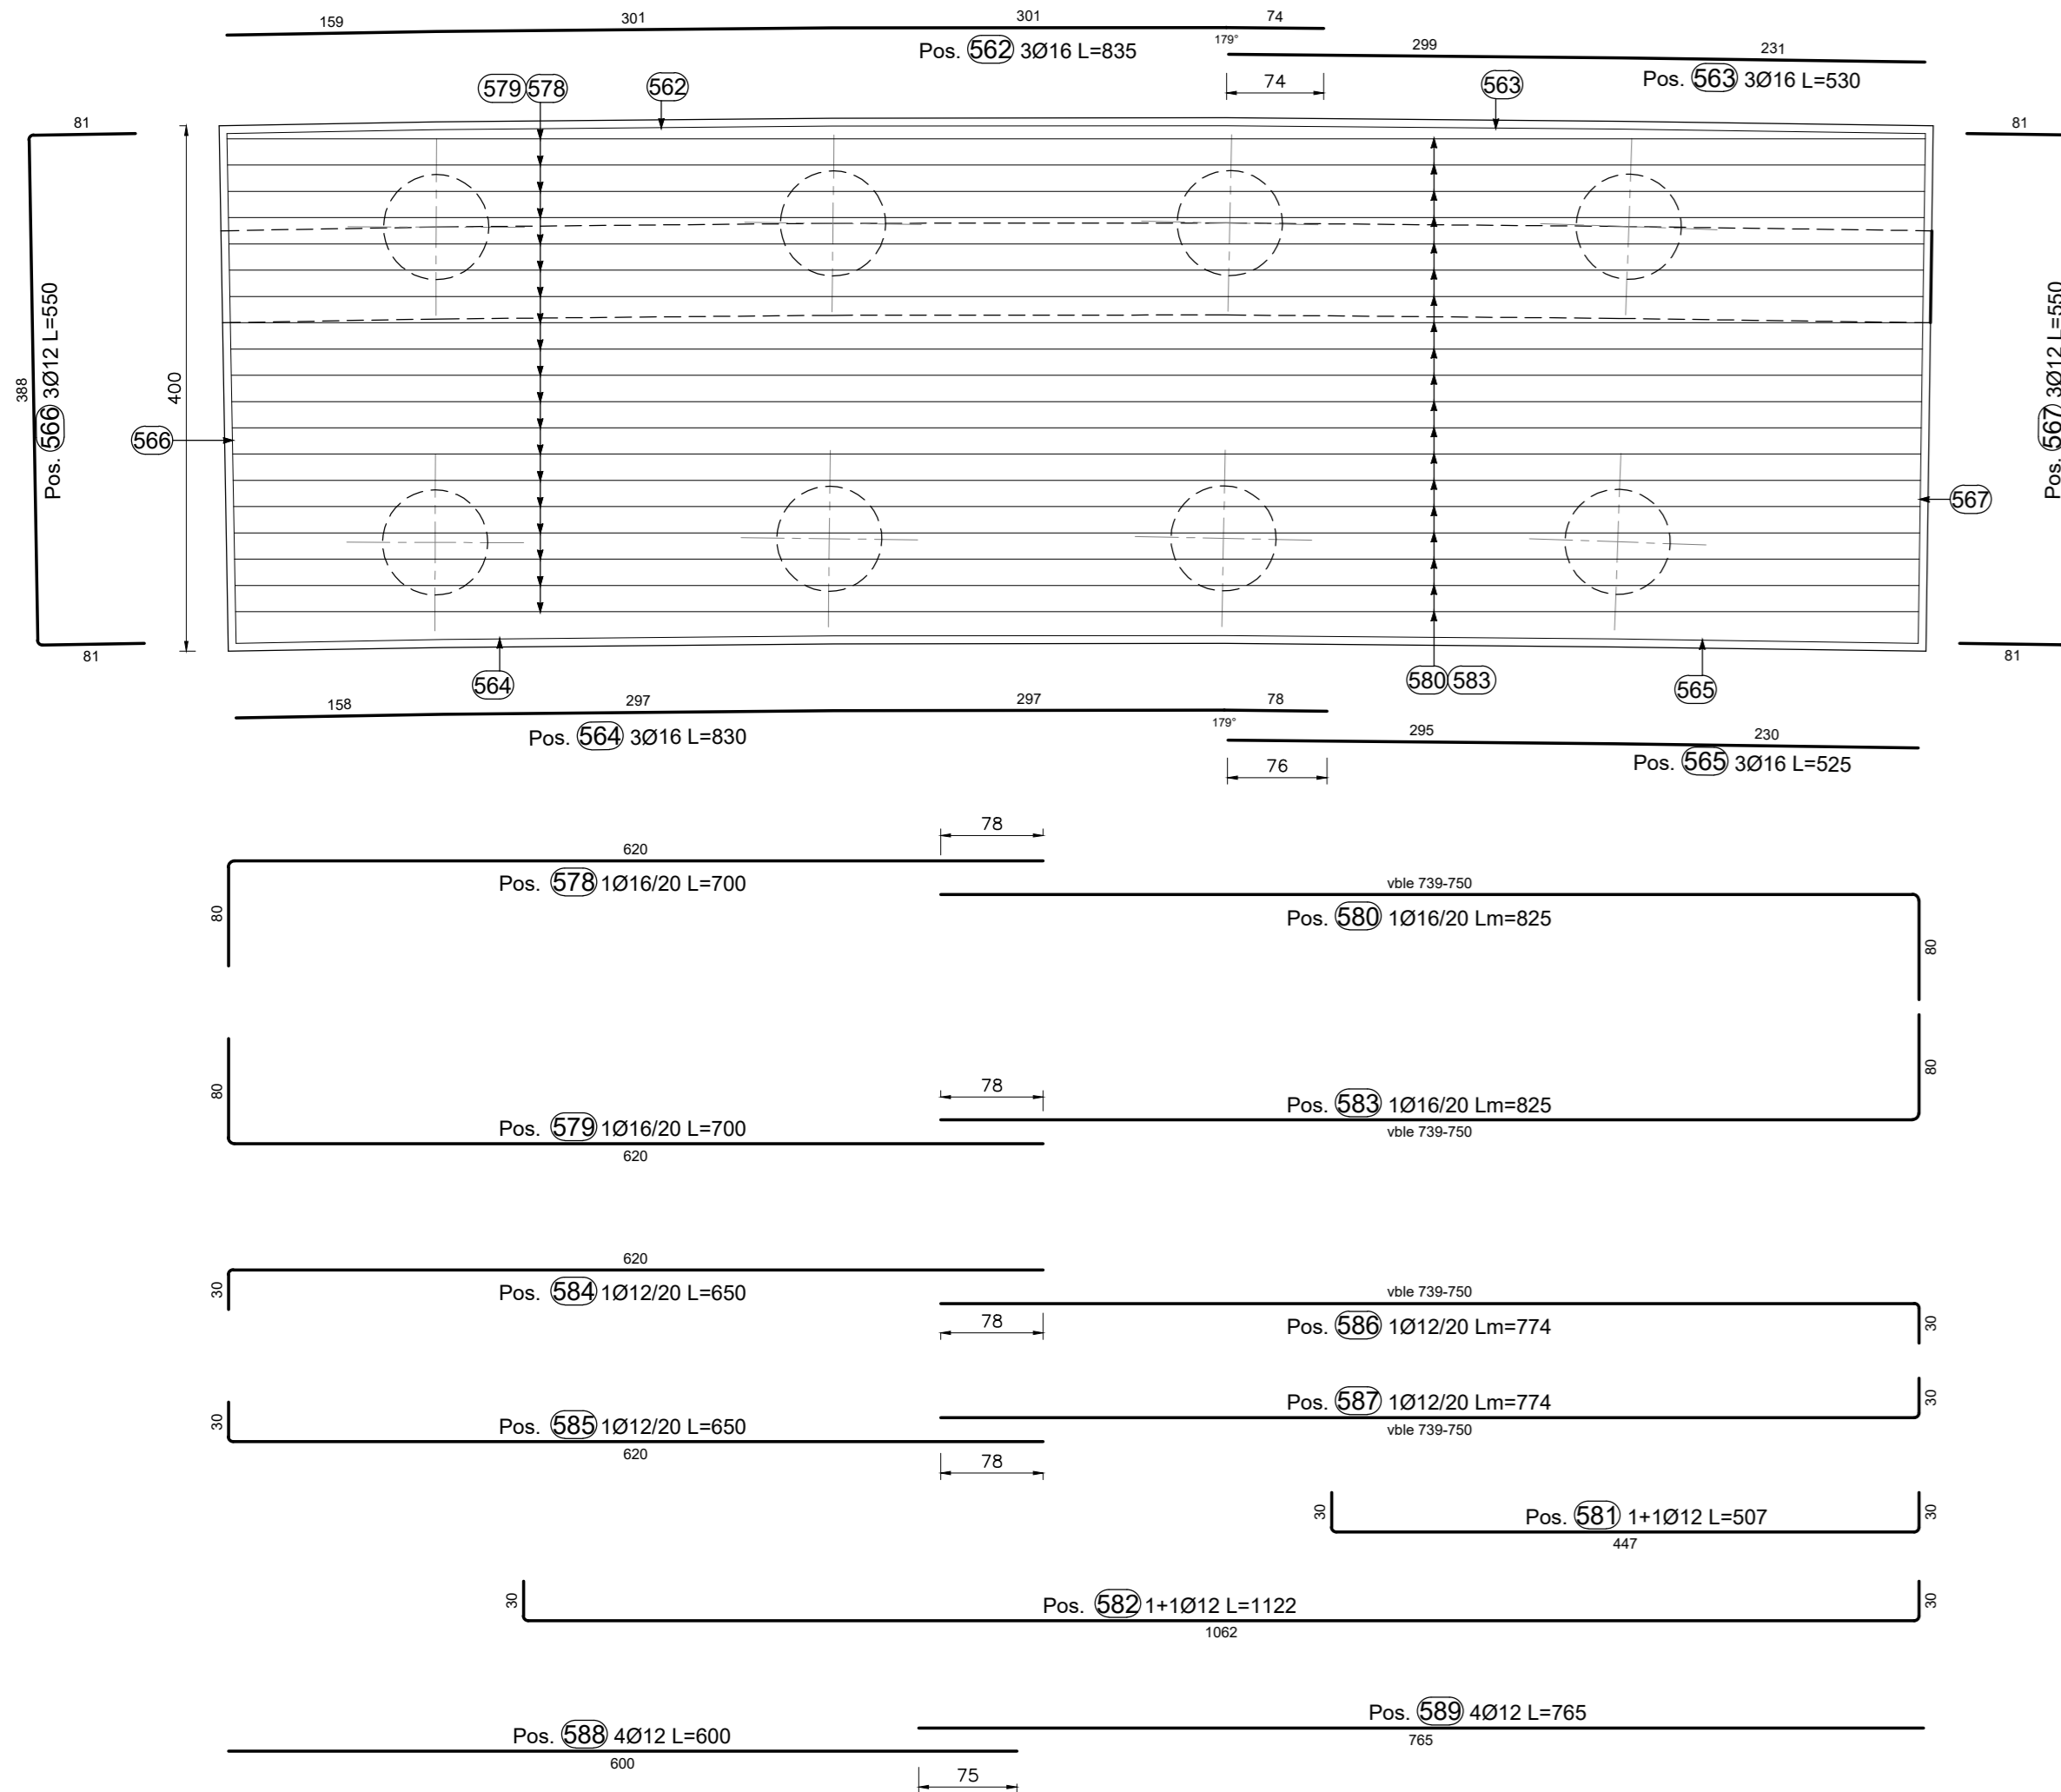 159 301 301 74
Pos. 562 3Ø16 L=835
179°
299 231
Pos. 563 3Ø16 L=530
74
579 578 562 563
81 81
388
Pos. 566 3Ø12 L=550
400
566
567
Pos. 567 3Ø12 L=550
81 81
564 580 583 565
158 297 297 78
Pos. 564 3Ø16 L=830
179°
295 230
Pos. 565 3Ø16 L=525
76
78
620
Pos. 578 1Ø16/20 L=700
80
vble 739-750
Pos. 580 1Ø16/20 Lm=825
80
80
78
Pos. 579 1Ø16/20 L=700
620
80
Pos. 583 1Ø16/20 Lm=825
vble 739-750
620
30
Pos. 584 1Ø12/20 L=650
vble 739-750
78
Pos. 586 1Ø12/20 Lm=774
30
30
Pos. 585 1Ø12/20 L=650
620
Pos. 587 1Ø12/20 Lm=774
30
vble 739-750
78
30
Pos. 581 1+1Ø12 L=507
30
447
30
Pos. 582 1+1Ø12 L=1122
30
1062
Pos. 589 4Ø12 L=765
765
Pos. 588 4Ø12 L=600
600
75